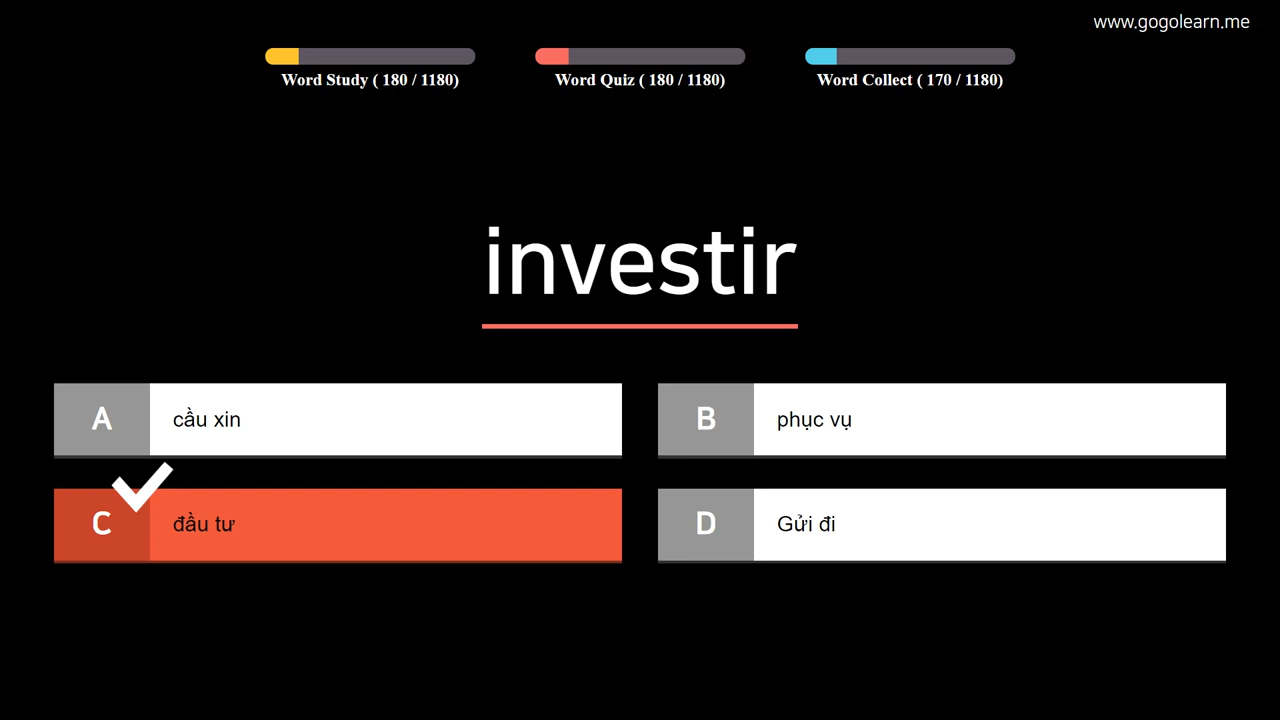 www.gogolearn.me
Word Study ( 180 / 1180)
Word Quiz ( 180 / 1180)
Word Collect ( 170 / 1180)
investir
A cầu xin
B phục vụ
C đầu tư
D Gửi đi